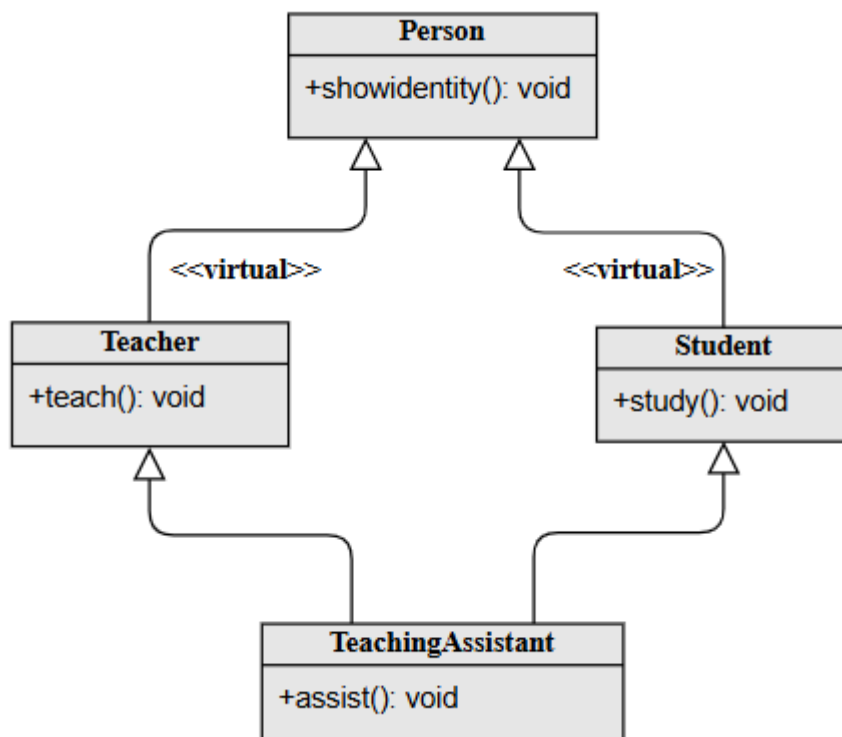 Person
+showidentity(): void
<<virtual>>
<<virtual>>
Teacher
+teach(): void
Student
+study(): void
TeachingAssistant
+assist(): void